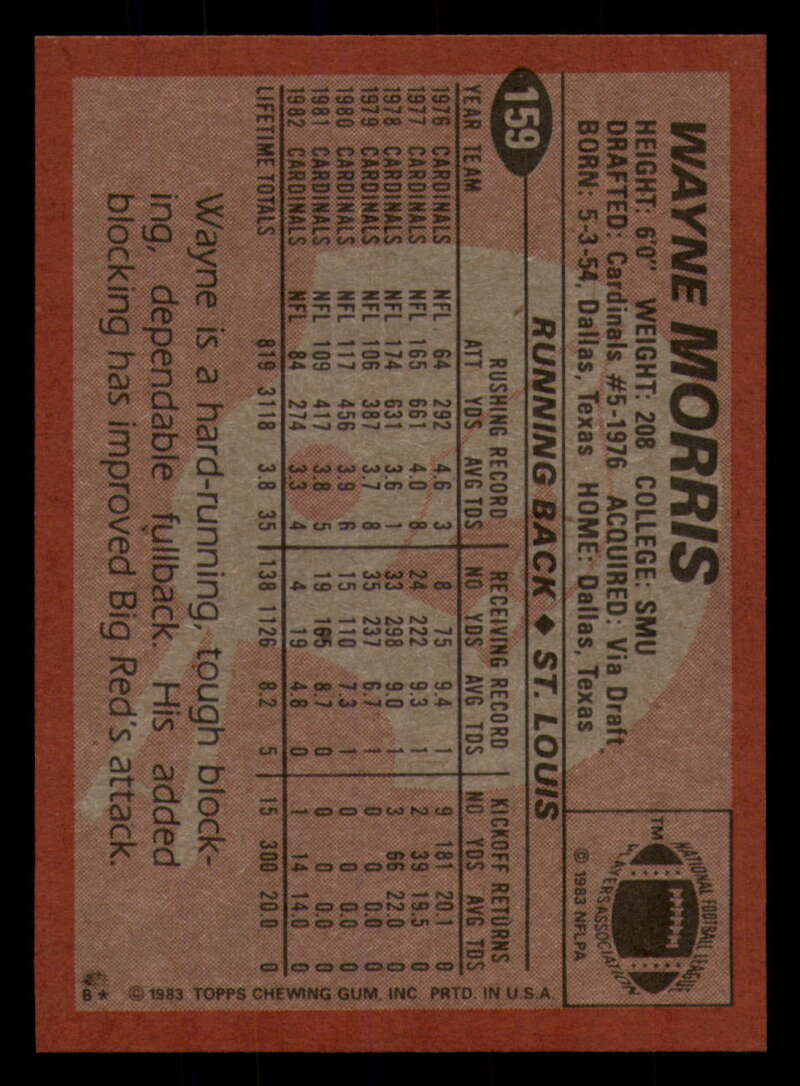 WAYNE MORRIS
HEIGHT: 6'0" WEIGHT: 208 COLLEGE: SMU
DRAFTED: Cardinals #5-1976 ACQUIRED: Via Draft
BORN: 5-3-54, Dallas, Texas HOME: Dallas, Texas
NATIONAL FOOTBALL LEAGUE
PLAYERS ASSOCIATION
TM
© 1983 NFLPA
159
RUNNING BACK ♦ ST. LOUIS
RUSHING RECORD RECEIVING RECORD KICKOFF RETURNS
YEAR TEAM ATT YDS AVG TDS NO YDS AVG TDS NO YDS AVG TDS
1976 CARDINALS NFL 64 292 4.6 3 8 75 9.4 1 9 181 20.1 0
1977 CARDINALS NFL 165 661 4.0 8 24 222 9.3 1 2 39 19.5 0
1978 CARDINALS NFL 174 631 3.6 1 33 298 9.0 1 3 66 22.0 0
1979 CARDINALS NFL 106 387 3.7 8 35 237 6.7 1 0 0 0.0 0
1980 CARDINALS NFL 117 456 3.9 6 15 110 7.3 1 0 0 0.0 0
1981 CARDINALS NFL 109 417 3.8 5 19 165 8.7 0 0 0 0.0 0
1982 CARDINALS NFL 84 274 3.3 4 4 19 4.8 0 1 14 14.0 0
LIFETIME TOTALS 819 3118 3.8 35 138 1126 8.2 5 15 300 20.0 0
Wayne is a hard-running, tough block-
ing, dependable fullback. His added
blocking has improved Big Red's attack.
B* © 1983 TOPPS CHEWING GUM, INC PRTD. IN U.S.A.